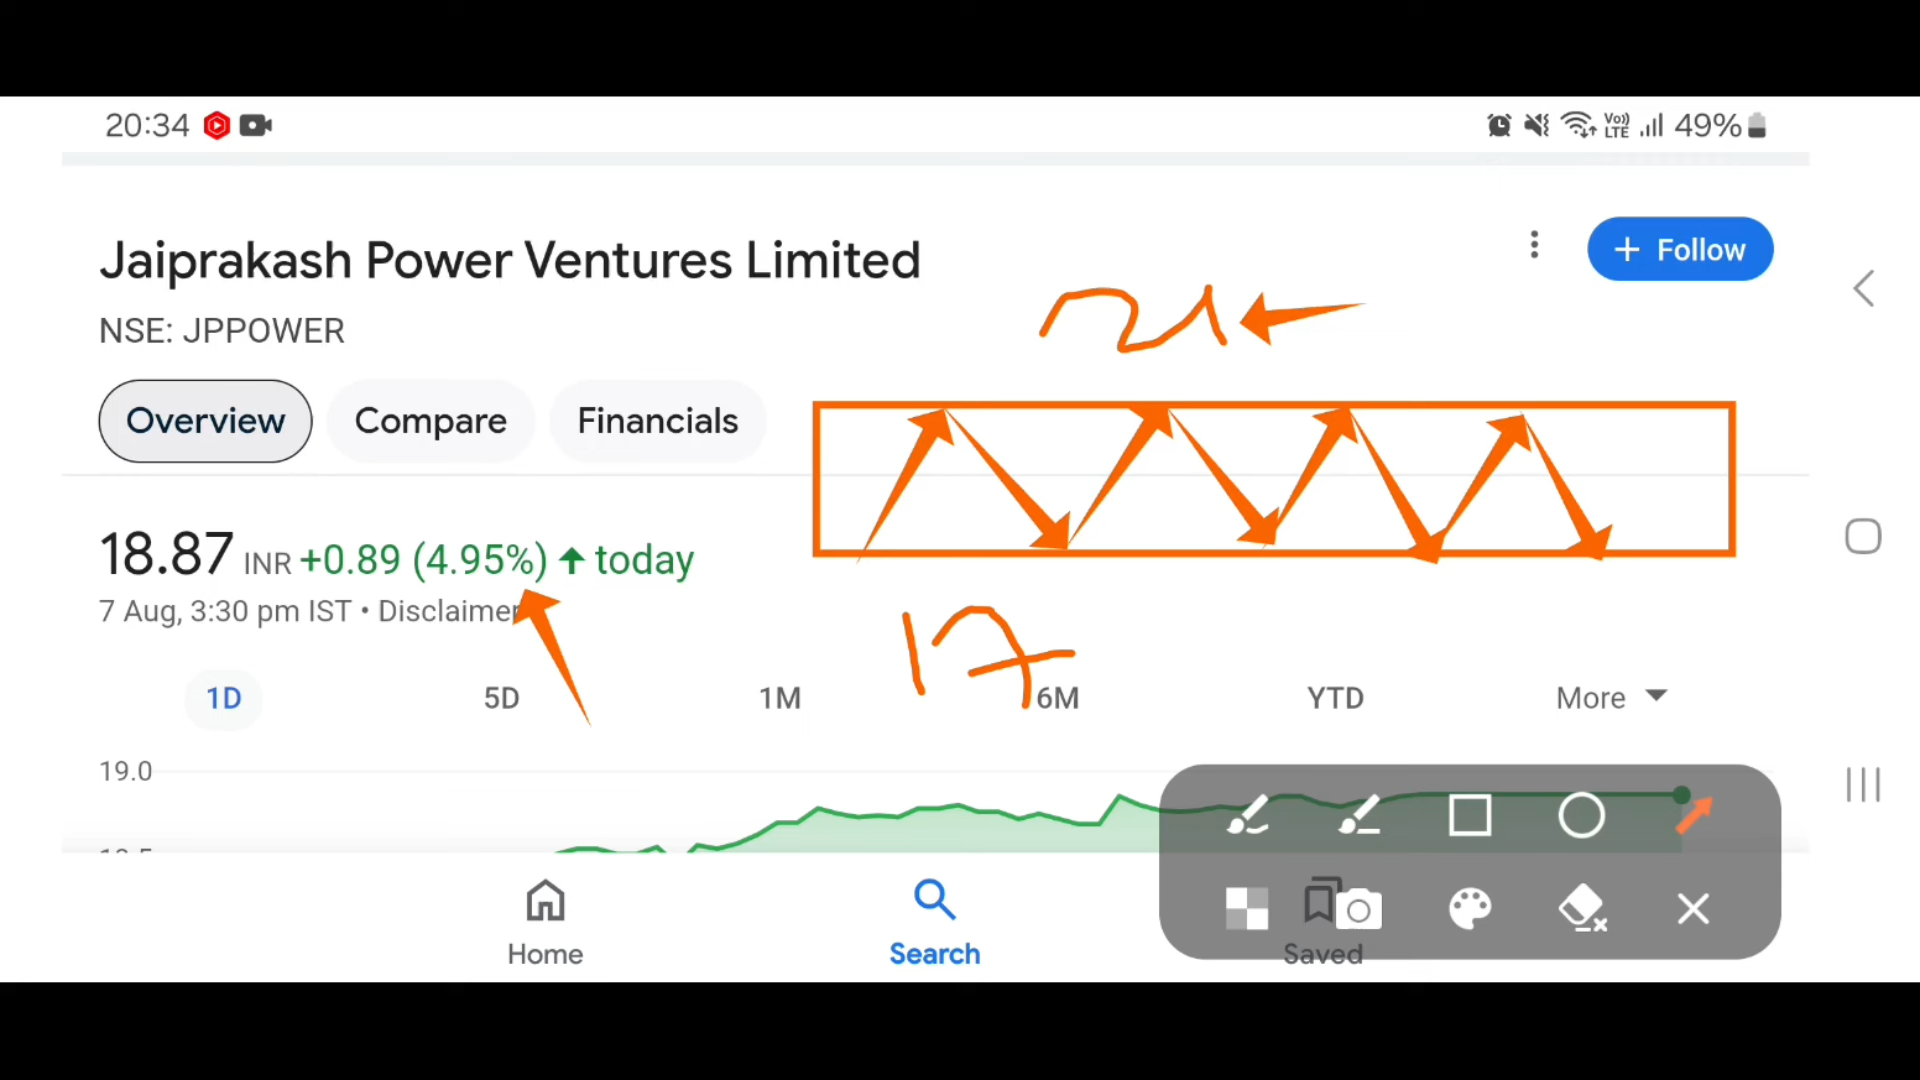 20:34 Vo)) LTE 49%
Jaiprakash Power Ventures Limited
+ Follow
NSE: JPPOWER
21
Overview Compare Financials
18.87 INR +0.89 (4.95%) ↑ today
7 Aug, 3:30 pm IST • Disclaimer
17
1D 5D 1M 6M YTD More
19.0
Home Search Saved